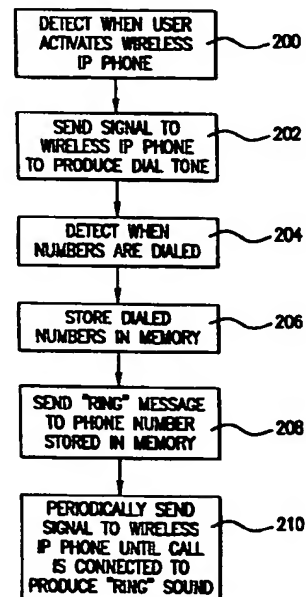 DETECT WHEN USER
ACTIVATES WIRELESS
IP PHONE
200
SEND SIGNAL TO
WIRELESS IP PHONE
TO PRODUCE DIAL TONE
202
DETECT WHEN
NUMBERS ARE DIALED
204
STORE DIALED
NUMBERS IN MEMORY
206
SEND "RING" MESSAGE
TO PHONE NUMBER
STORED IN MEMORY
208
PERIODICALLY SEND
SIGNAL TO WIRELESS
IP PHONE UNTIL CALL
IS CONNECTED TO
PRODUCE "RING" SOUND
210